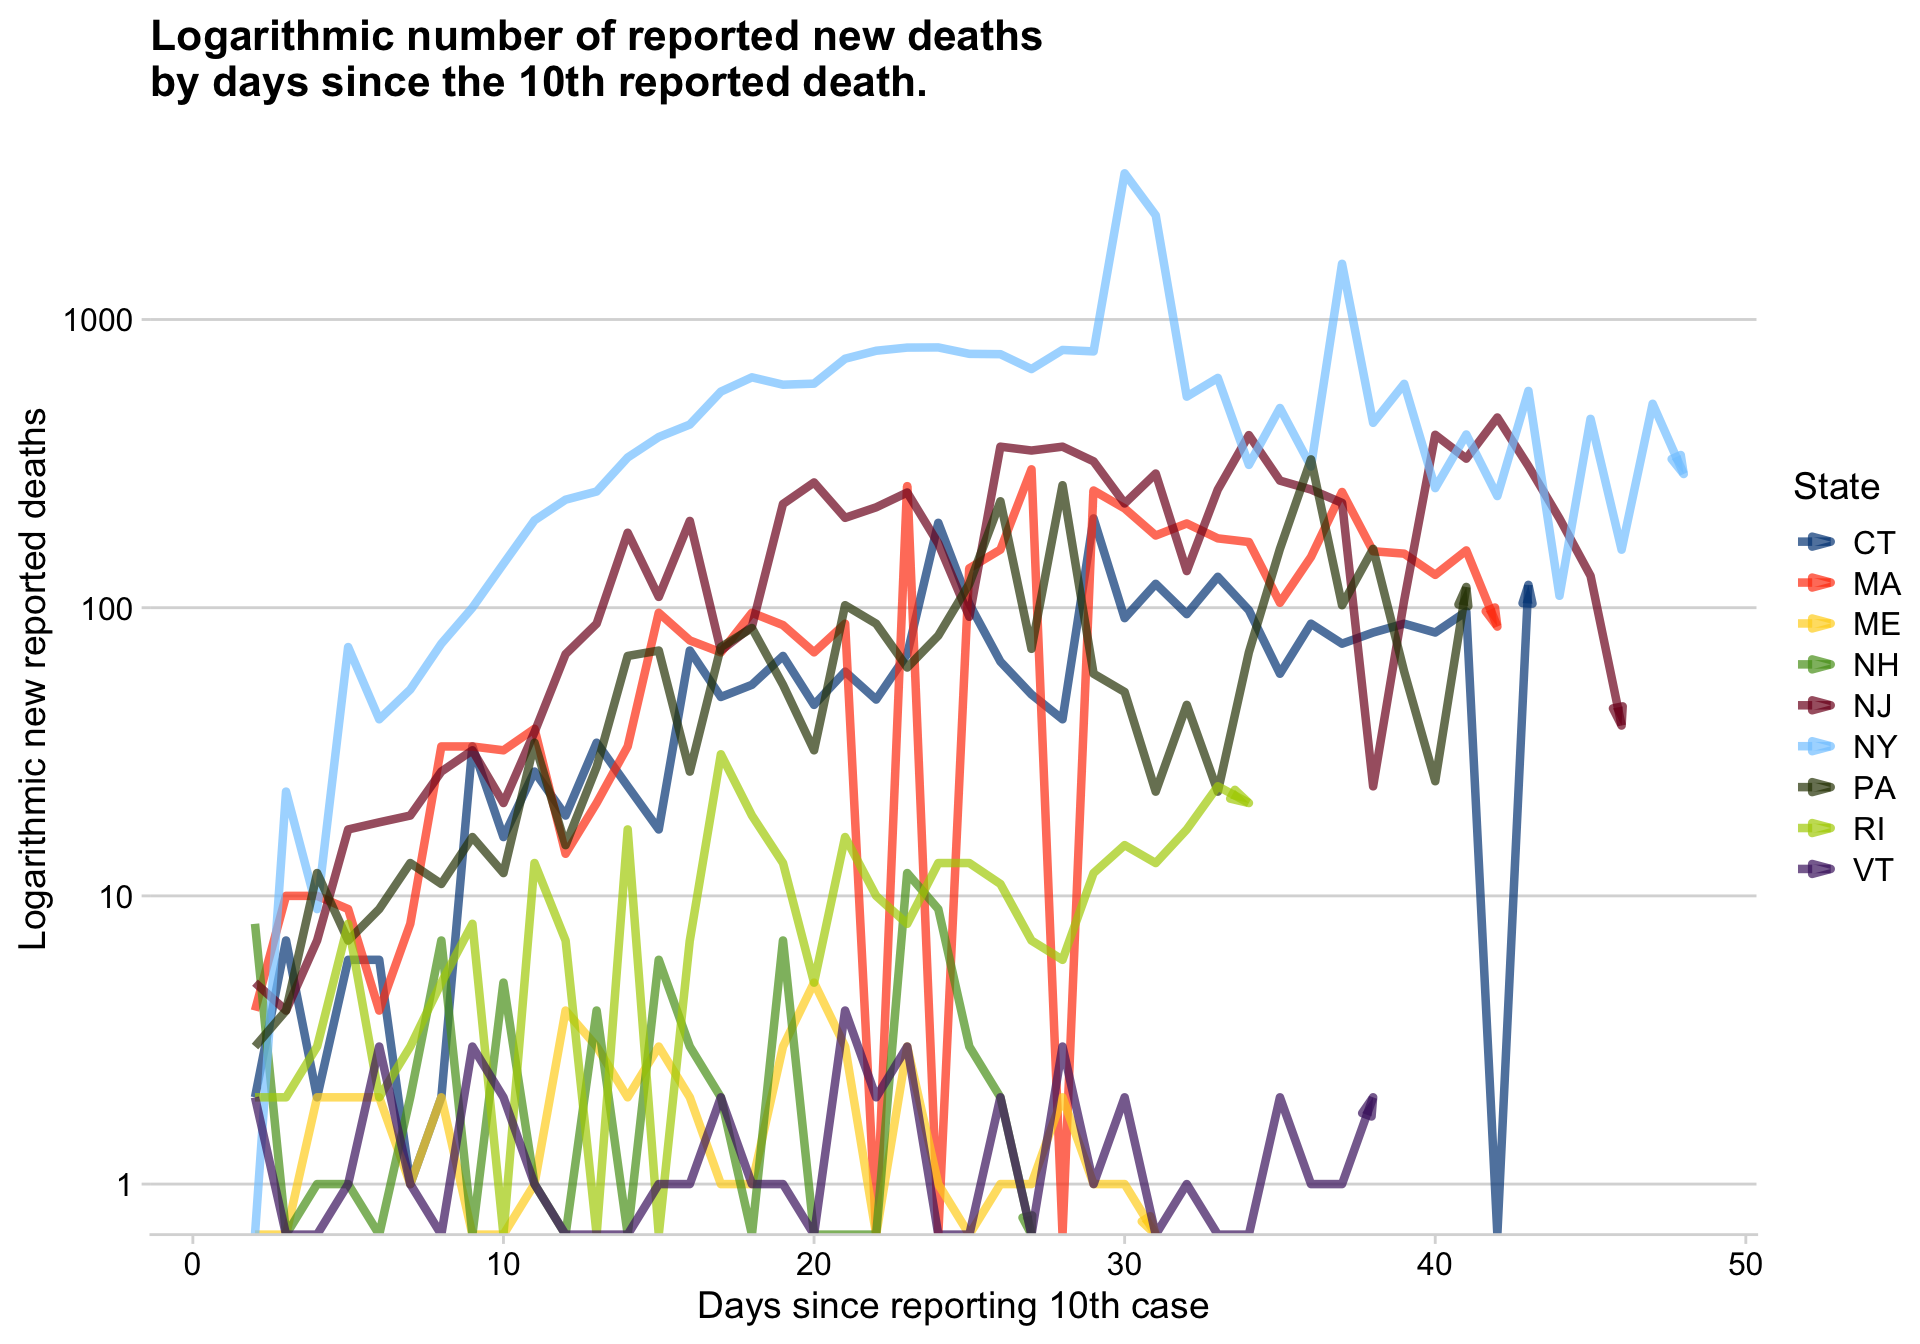 Logarithmic number of reported new deaths
by days since the 10th reported death.
Logarithmic new reported deaths
1000
100
10
1
0
10
20
30
40
50
Days since reporting 10th case
State
CT
MA
ME
NH
NJ
NY
PA
RI
VT